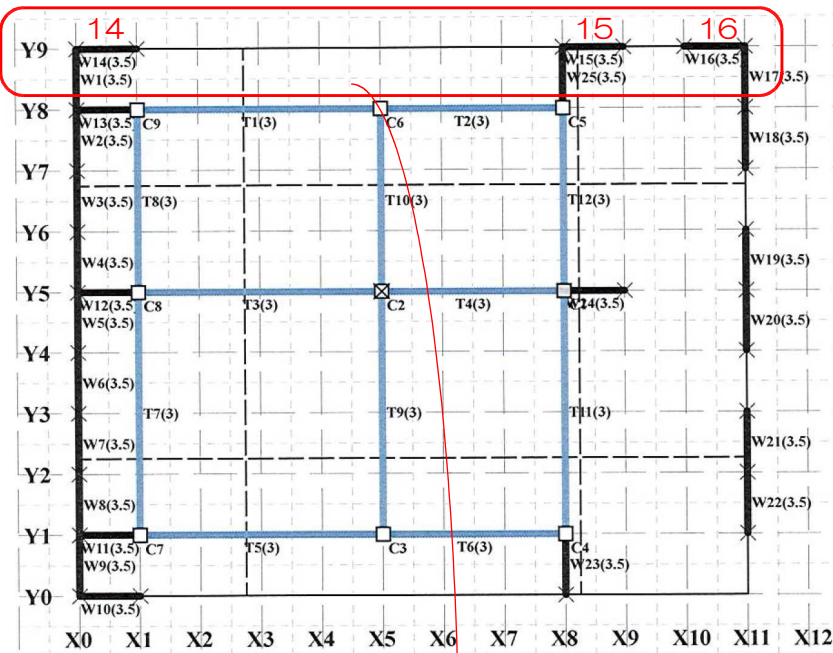 14 15 16
Y9 W14(3.5) W15(3.5) W16(3.5)
W1(3.5) W25(3.5) W17(3.5)
Y8
W13(3.5 C9 T1(3) C6 T2(3) C5
W2(3.5) W18(3.5)
Y7
W3(3.5) T8(3) T10(3) T12(3)
Y6
W4(3.5) W19(3.5)
Y5
W12(3.5 C8 T3(3) C2 T4(3) 24(3.5)
W5(3.5) W20(3.5)
Y4
W6(3.5)
Y3 T7(3) T9(3) T11(3)
W7(3.5) W21(3.5)
Y2
W8(3.5) W22(3.5)
Y1
W11(3.5) C7 T5(3) C3 T6(3) C4
W9(3.5) W23(3.5)
Y0
W10(3.5)
X0 X1 X2 X3 X4 X5 X6 X7 X8 X9 X10 X11 X12